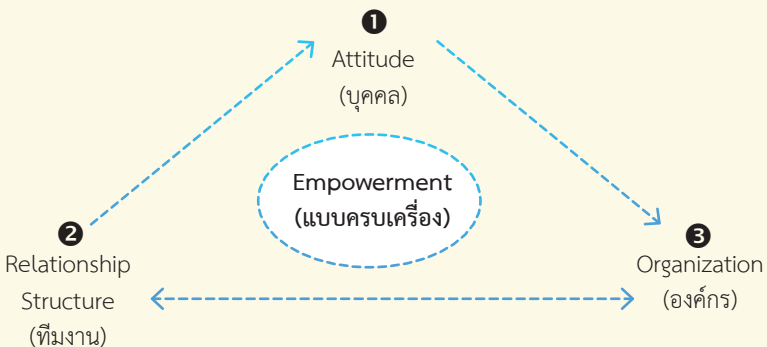 ❶
Attitude
(บุคคล)
Empowerment
(แบบครบเครื่อง)
❷
Relationship
Structure
(ทีมงาน)
❸
Organization
(องค์กร)